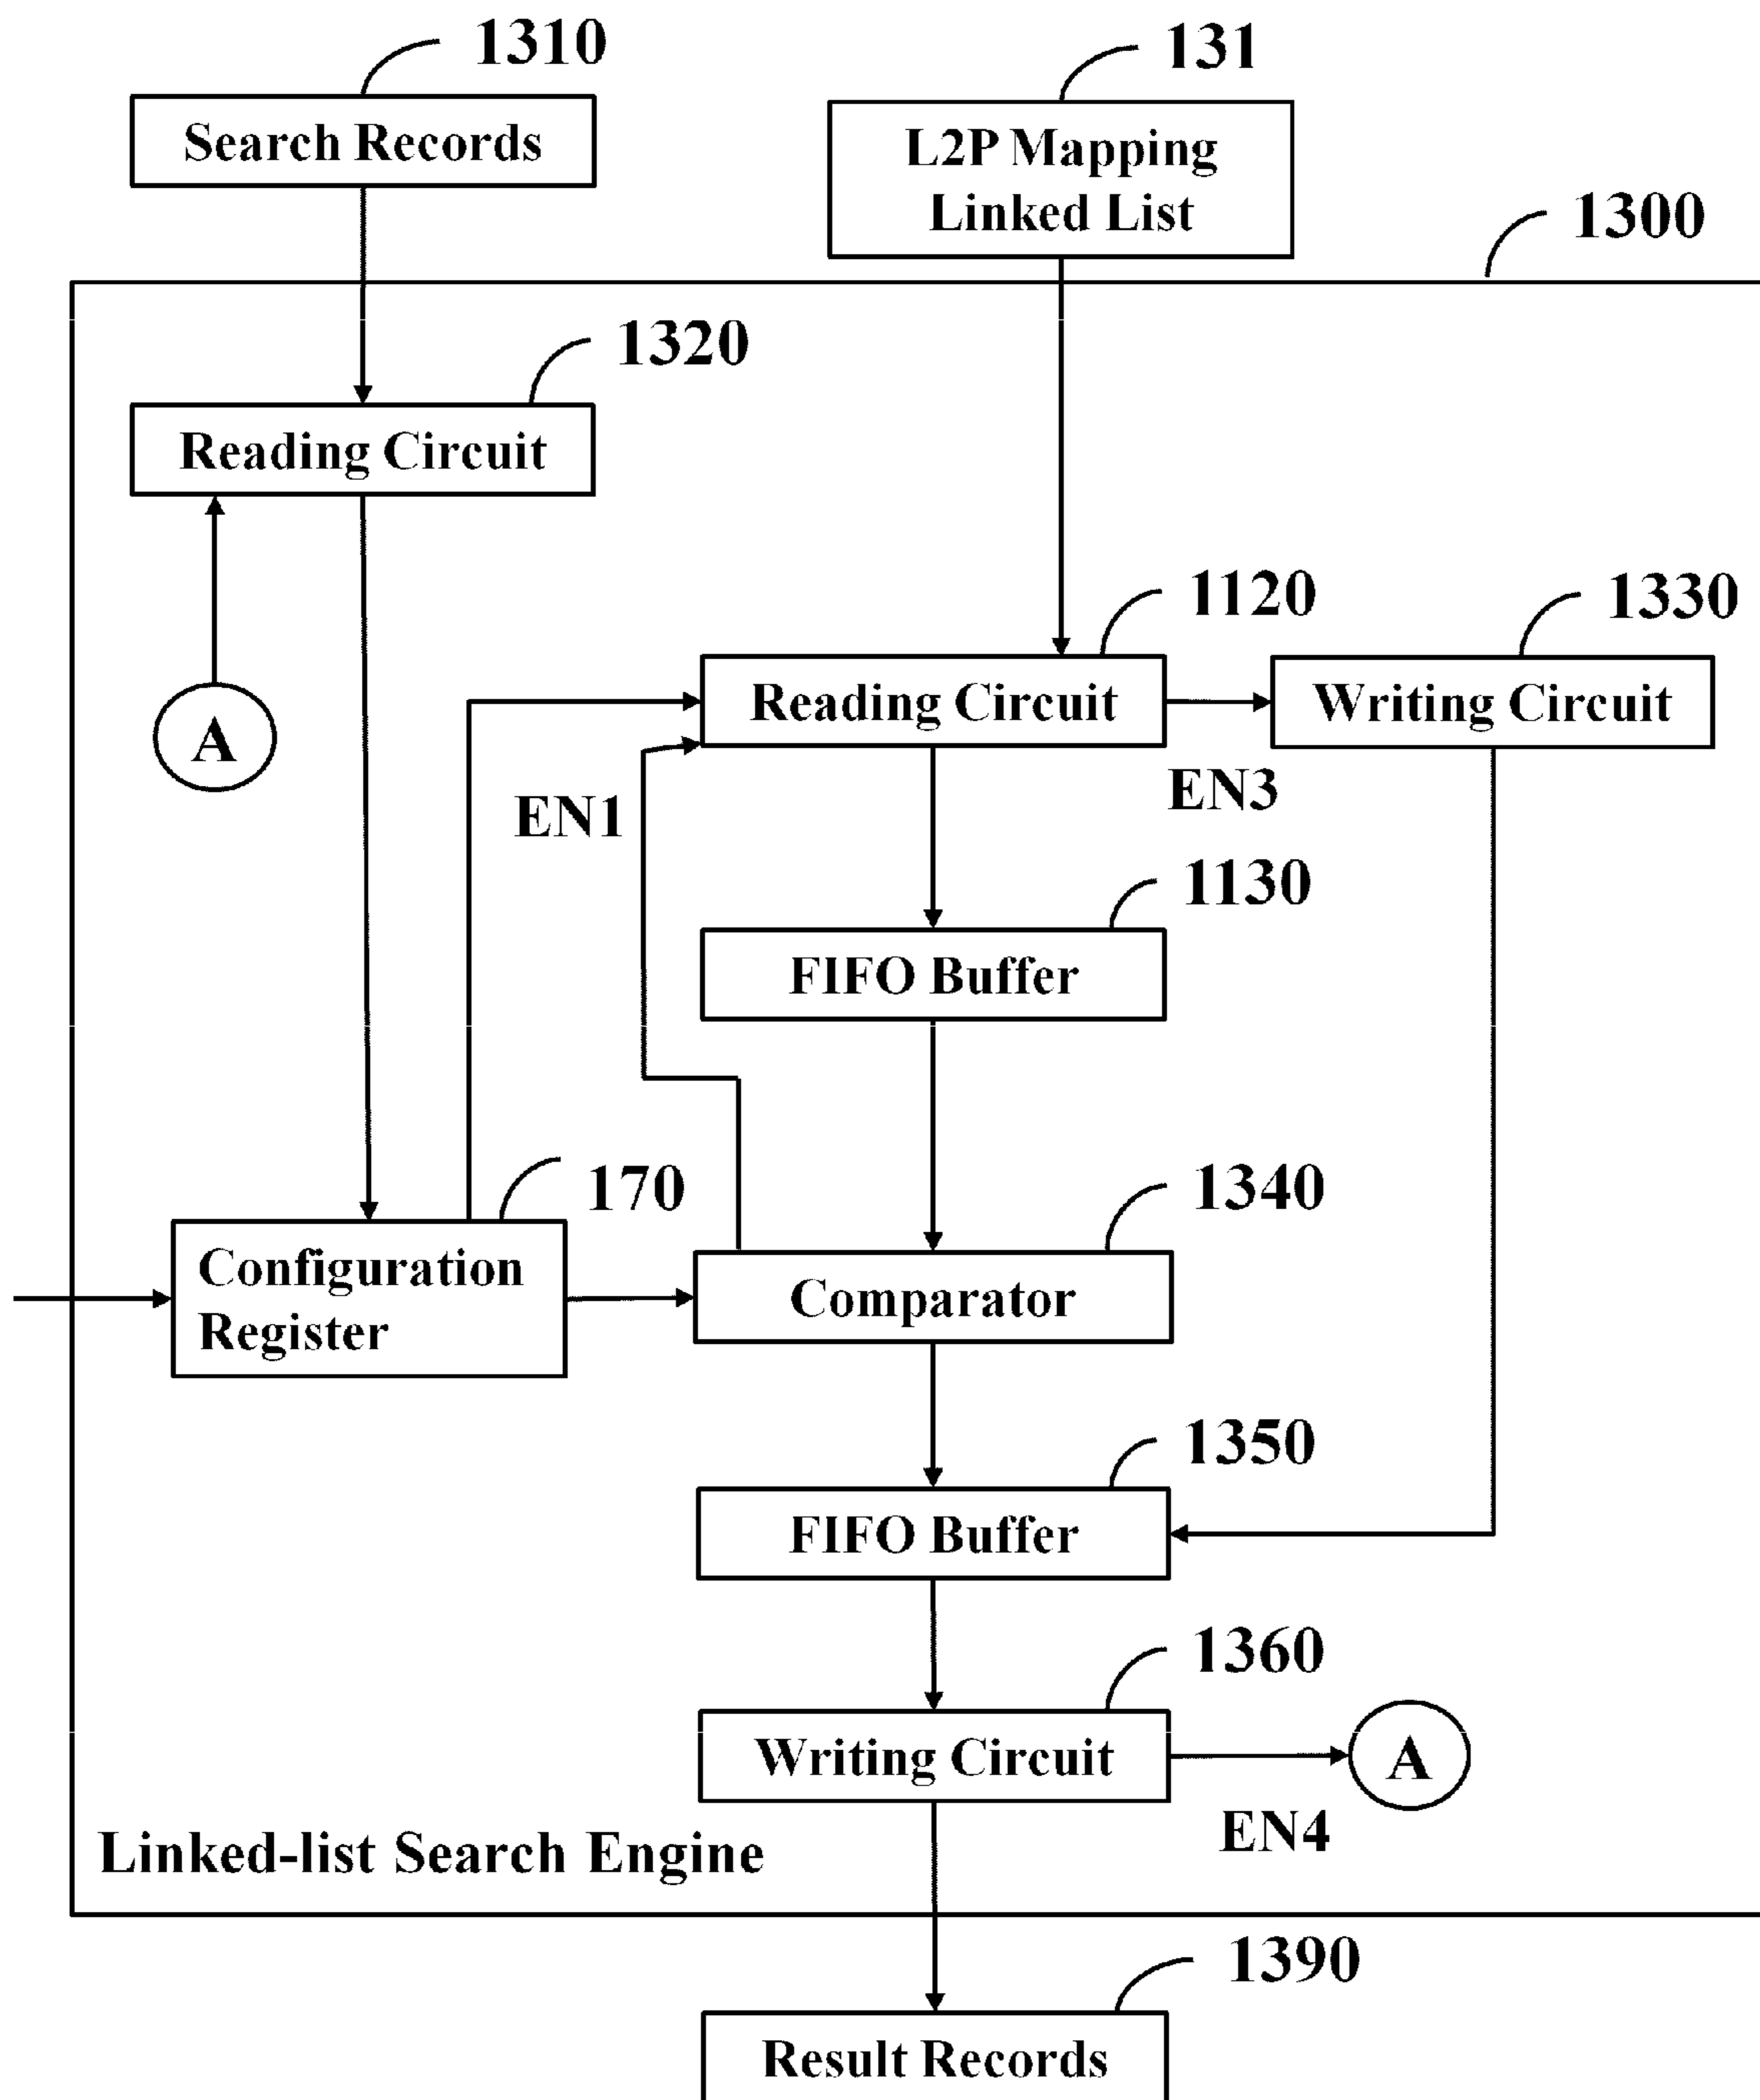 1310
131
Search Records
L2P Mapping
Linked List
1300
1320
Reading Circuit
1120
1330
Reading Circuit
Writing Circuit
A
EN1
EN3
1130
FIFO Buffer
170
1340
Configuration
Register
Comparator
1350
FIFO Buffer
1360
Writing Circuit
A
EN4
Linked-list Search Engine
1390
Result Records